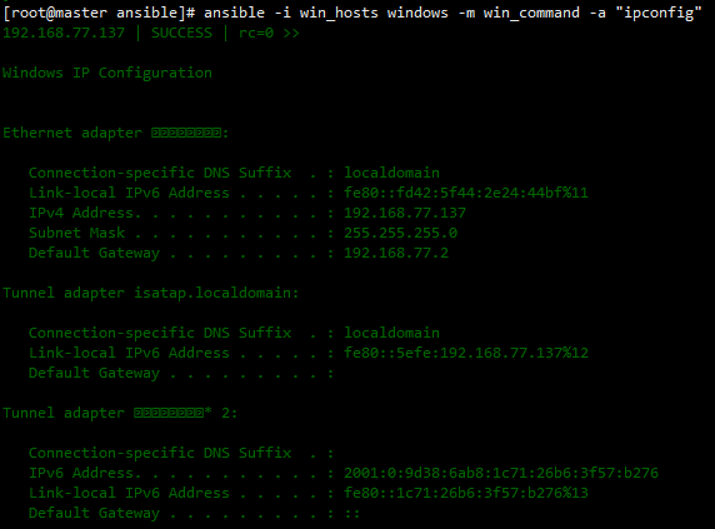 [root@master ansible]# ansible -i win_hosts windows -m win_command -a "ipconfig"
192.168.77.137 | SUCCESS | rc=0 >>
Windows IP Configuration
Ethernet adapter :
Connection-specific DNS Suffix  . : localdomain
Link-local IPv6 Address . . . . . : fe80::fd42:5f44:2e24:44bf%11
IPv4 Address. . . . . . . . . . . : 192.168.77.137
Subnet Mask . . . . . . . . . . . : 255.255.255.0
Default Gateway . . . . . . . . . : 192.168.77.2
Tunnel adapter isatap.localdomain:
Connection-specific DNS Suffix  . : localdomain
Link-local IPv6 Address . . . . . : fe80::5efe:192.168.77.137%12
Default Gateway . . . . . . . . . :
Tunnel adapter * 2:
Connection-specific DNS Suffix  . :
IPv6 Address. . . . . . . . . . . : 2001:0:9d38:6ab8:1c71:26b6:3f57:b276
Link-local IPv6 Address . . . . . : fe80::1c71:26b6:3f57:b276%13
Default Gateway . . . . . . . . . : ::